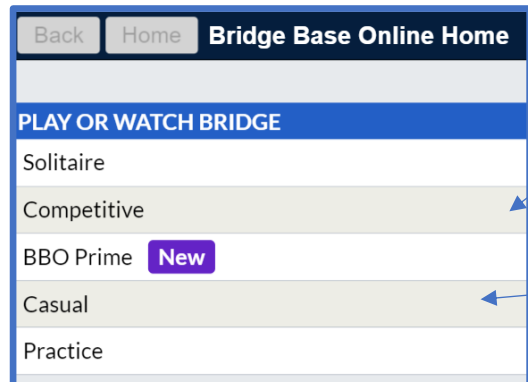 Back Home Bridge Base Online Home
PLAY OR WATCH BRIDGE
Solitaire
Competitive
BBO Prime New
Casual
Practice